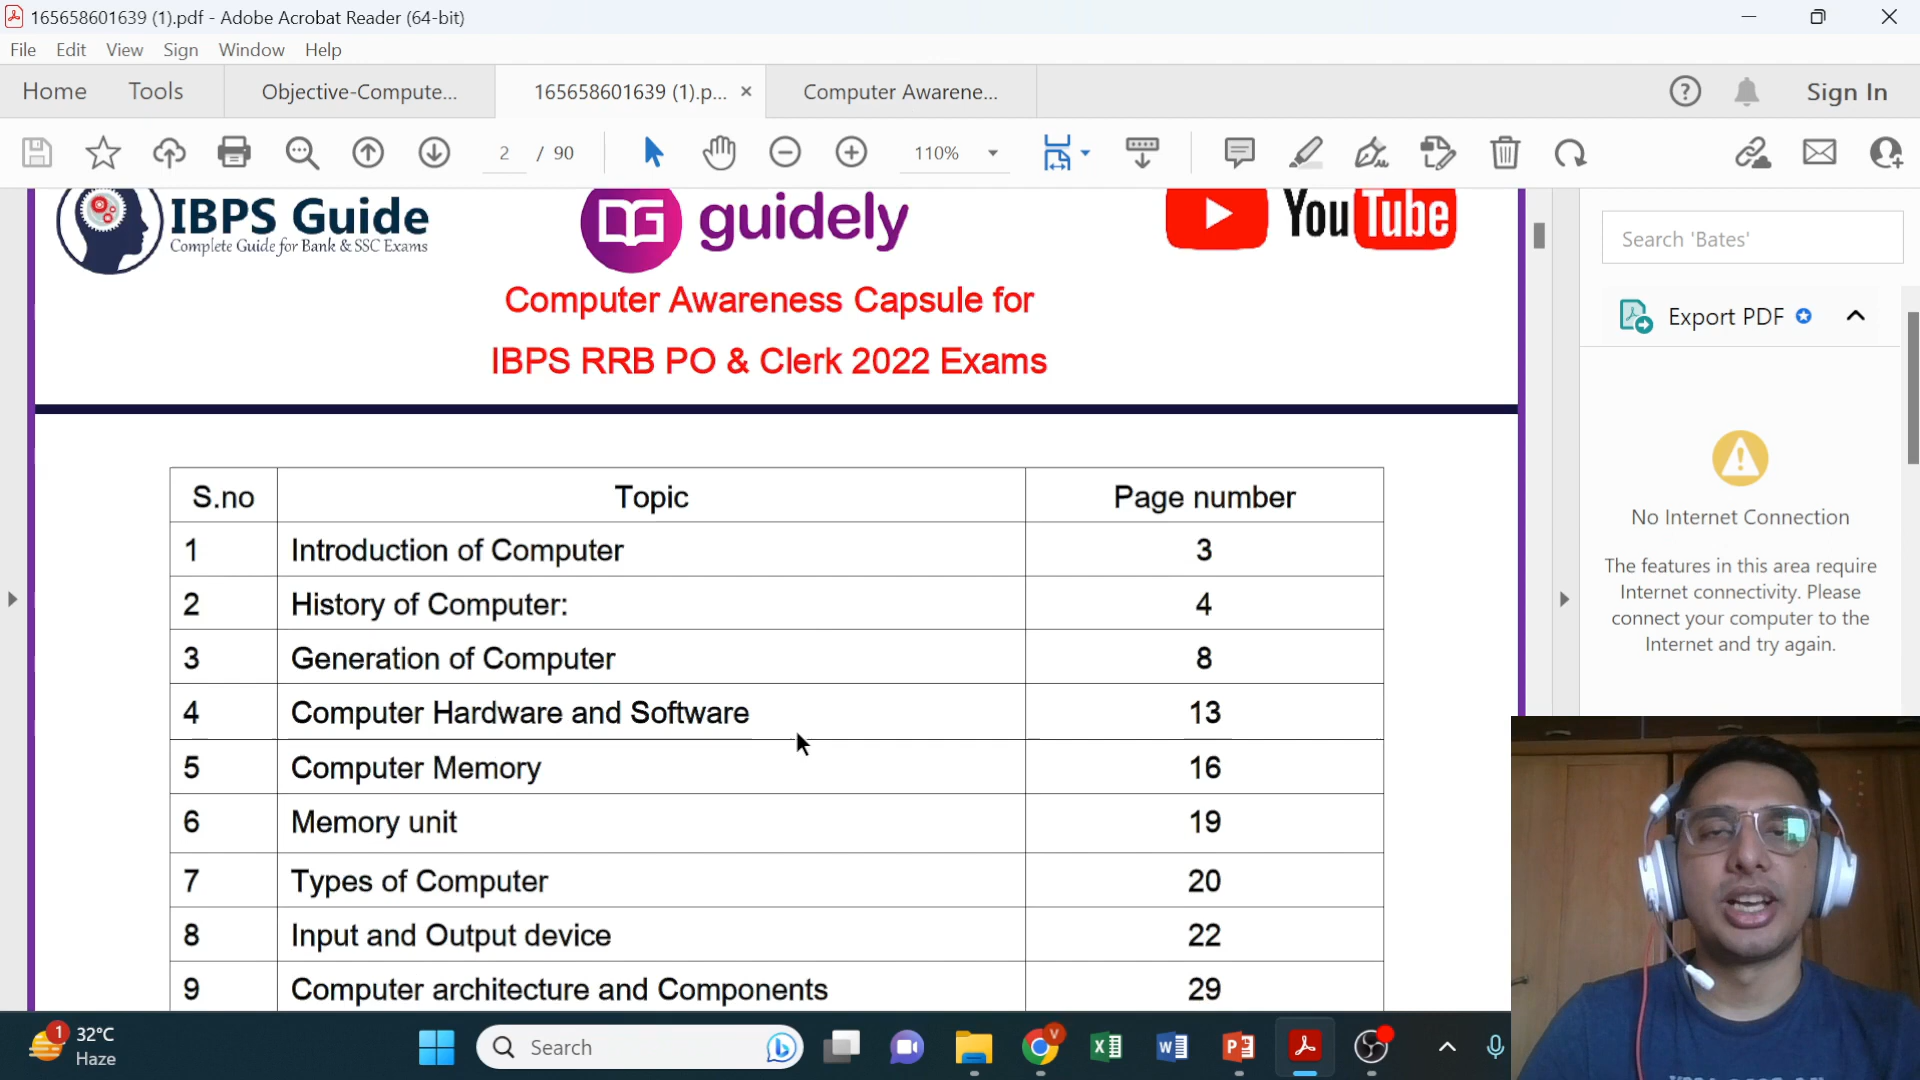 165658601639 (1).pdf - Adobe Acrobat Reader (64-bit)
File Edit View Sign Window Help
Home Tools Objective-Compute... 165658601639 (1).p... Computer Awarene... Sign In
2 / 90 110%
IBPS Guide
Complete Guide for Bank & SSC Exams
guidely
YouTube
Computer Awareness Capsule for
IBPS RRB PO & Clerk 2022 Exams
S.no Topic Page number
1 Introduction of Computer 3
2 History of Computer: 4
3 Generation of Computer 8
4 Computer Hardware and Software 13
5 Computer Memory 16
6 Memory unit 19
7 Types of Computer 20
8 Input and Output device 22
9 Computer architecture and Components 29
Search 'Bates'
Export PDF
No Internet Connection
The features in this area require
Internet connectivity. Please
connect your computer to the
Internet and try again.
1 32°C
Haze
Search
V